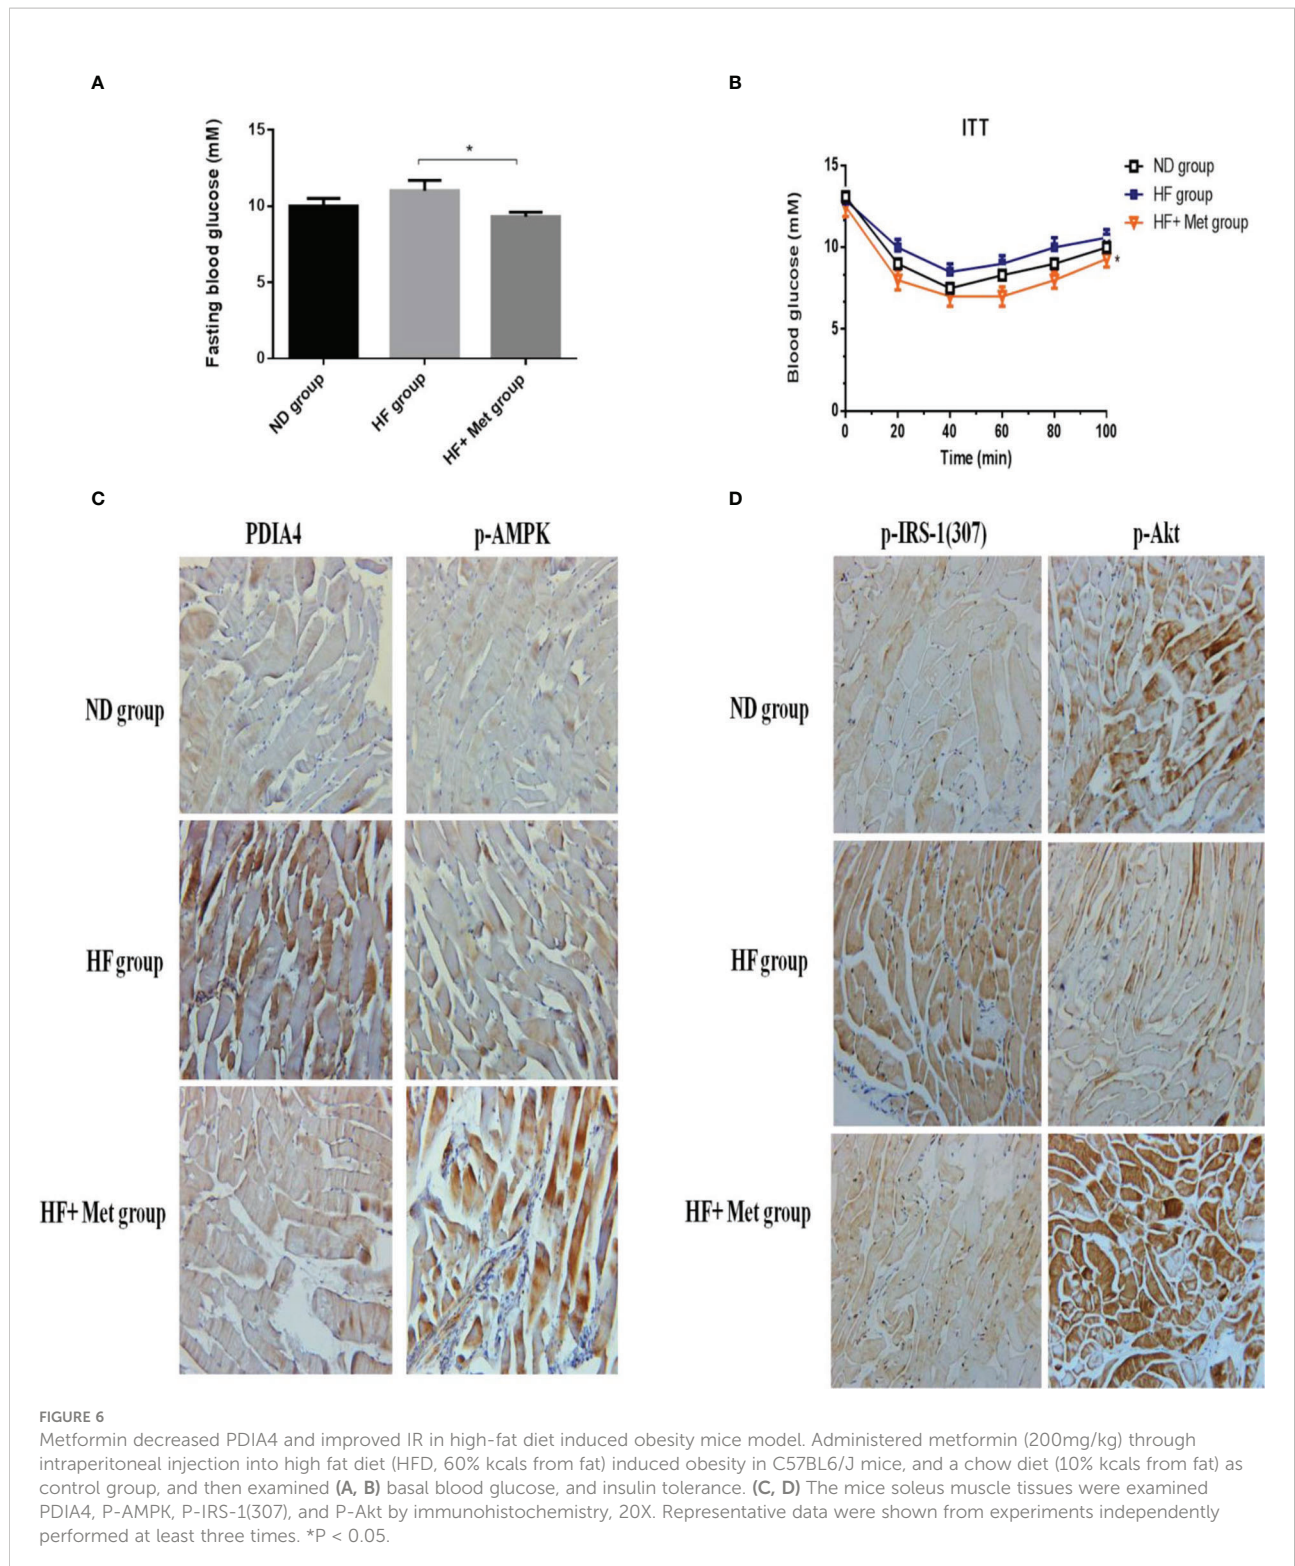 A
Fasting blood glucose (mM)
15
10
5
0
*
ND group
HF group
HF+ Met group
B
ITT
Blood glucose (mM)
15
10
5
0
0 20 40 60 80 100
Time (min)
*
ND group
HF group
HF+ Met group
C
PDIA4 p-AMPK
ND group
HF group
HF+ Met group
D
p-IRS-1(307) p-Akt
ND group
HF group
HF+ Met group
FIGURE 6
Metformin decreased PDIA4 and improved IR in high-fat diet induced obesity mice model. Administered metformin (200mg/kg) through
intraperitoneal injection into high fat diet (HFD, 60% kcals from fat) induced obesity in C57BL6/J mice, and a chow diet (10% kcals from fat) as
control group, and then examined (A, B) basal blood glucose, and insulin tolerance. (C, D) The mice soleus muscle tissues were examined
PDIA4, P-AMPK, P-IRS-1(307), and P-Akt by immunohistochemistry, 20X. Representative data were shown from experiments independently
performed at least three times. *P < 0.05.